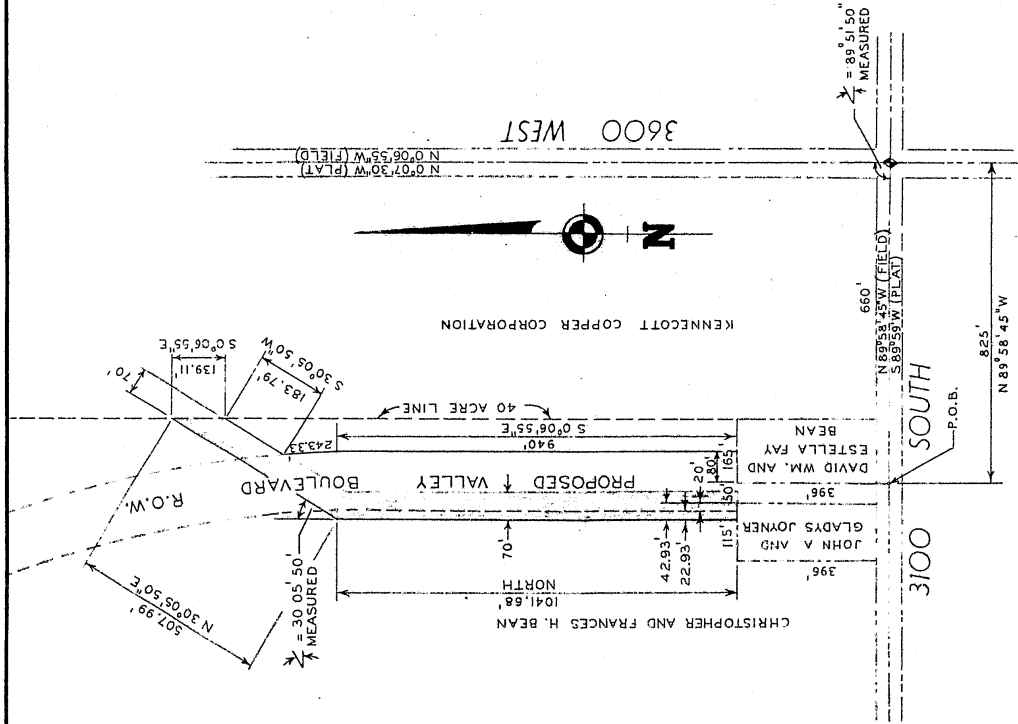 = 89°51'50"
MEASURED
3600 WEST
N 0°07'30"W (PLAT)
N 0°06'55"W (FIELD)
N
KENNECOTT COPPER CORPORATION
660'
N 89°58'45"W (FIELD)
S 89°59'W (PLAT)
825'
N 89°58'45"W
3100 SOUTH
P.O.B.
DAVID WM. AND
ESTELLA FAY
BEAN
396'
JOHN A AND
GLADYS JOYNER
396'
40 ACRE LINE
S 0°06'55"E
940'
243.33
165'
180'
20'
50'
115'
PROPOSED VALLEY BOULEVARD
R.O.W.
70'
42.93'
22.93'
NORTH
1041.68'
CHRISTOPHER AND FRANCES H. BEAN
= 30°05'50"
MEASURED
N 30°05'50"E
507.99'
S 30°05'50"W
183.79'
S 0°06'55"E
139.11'
70'